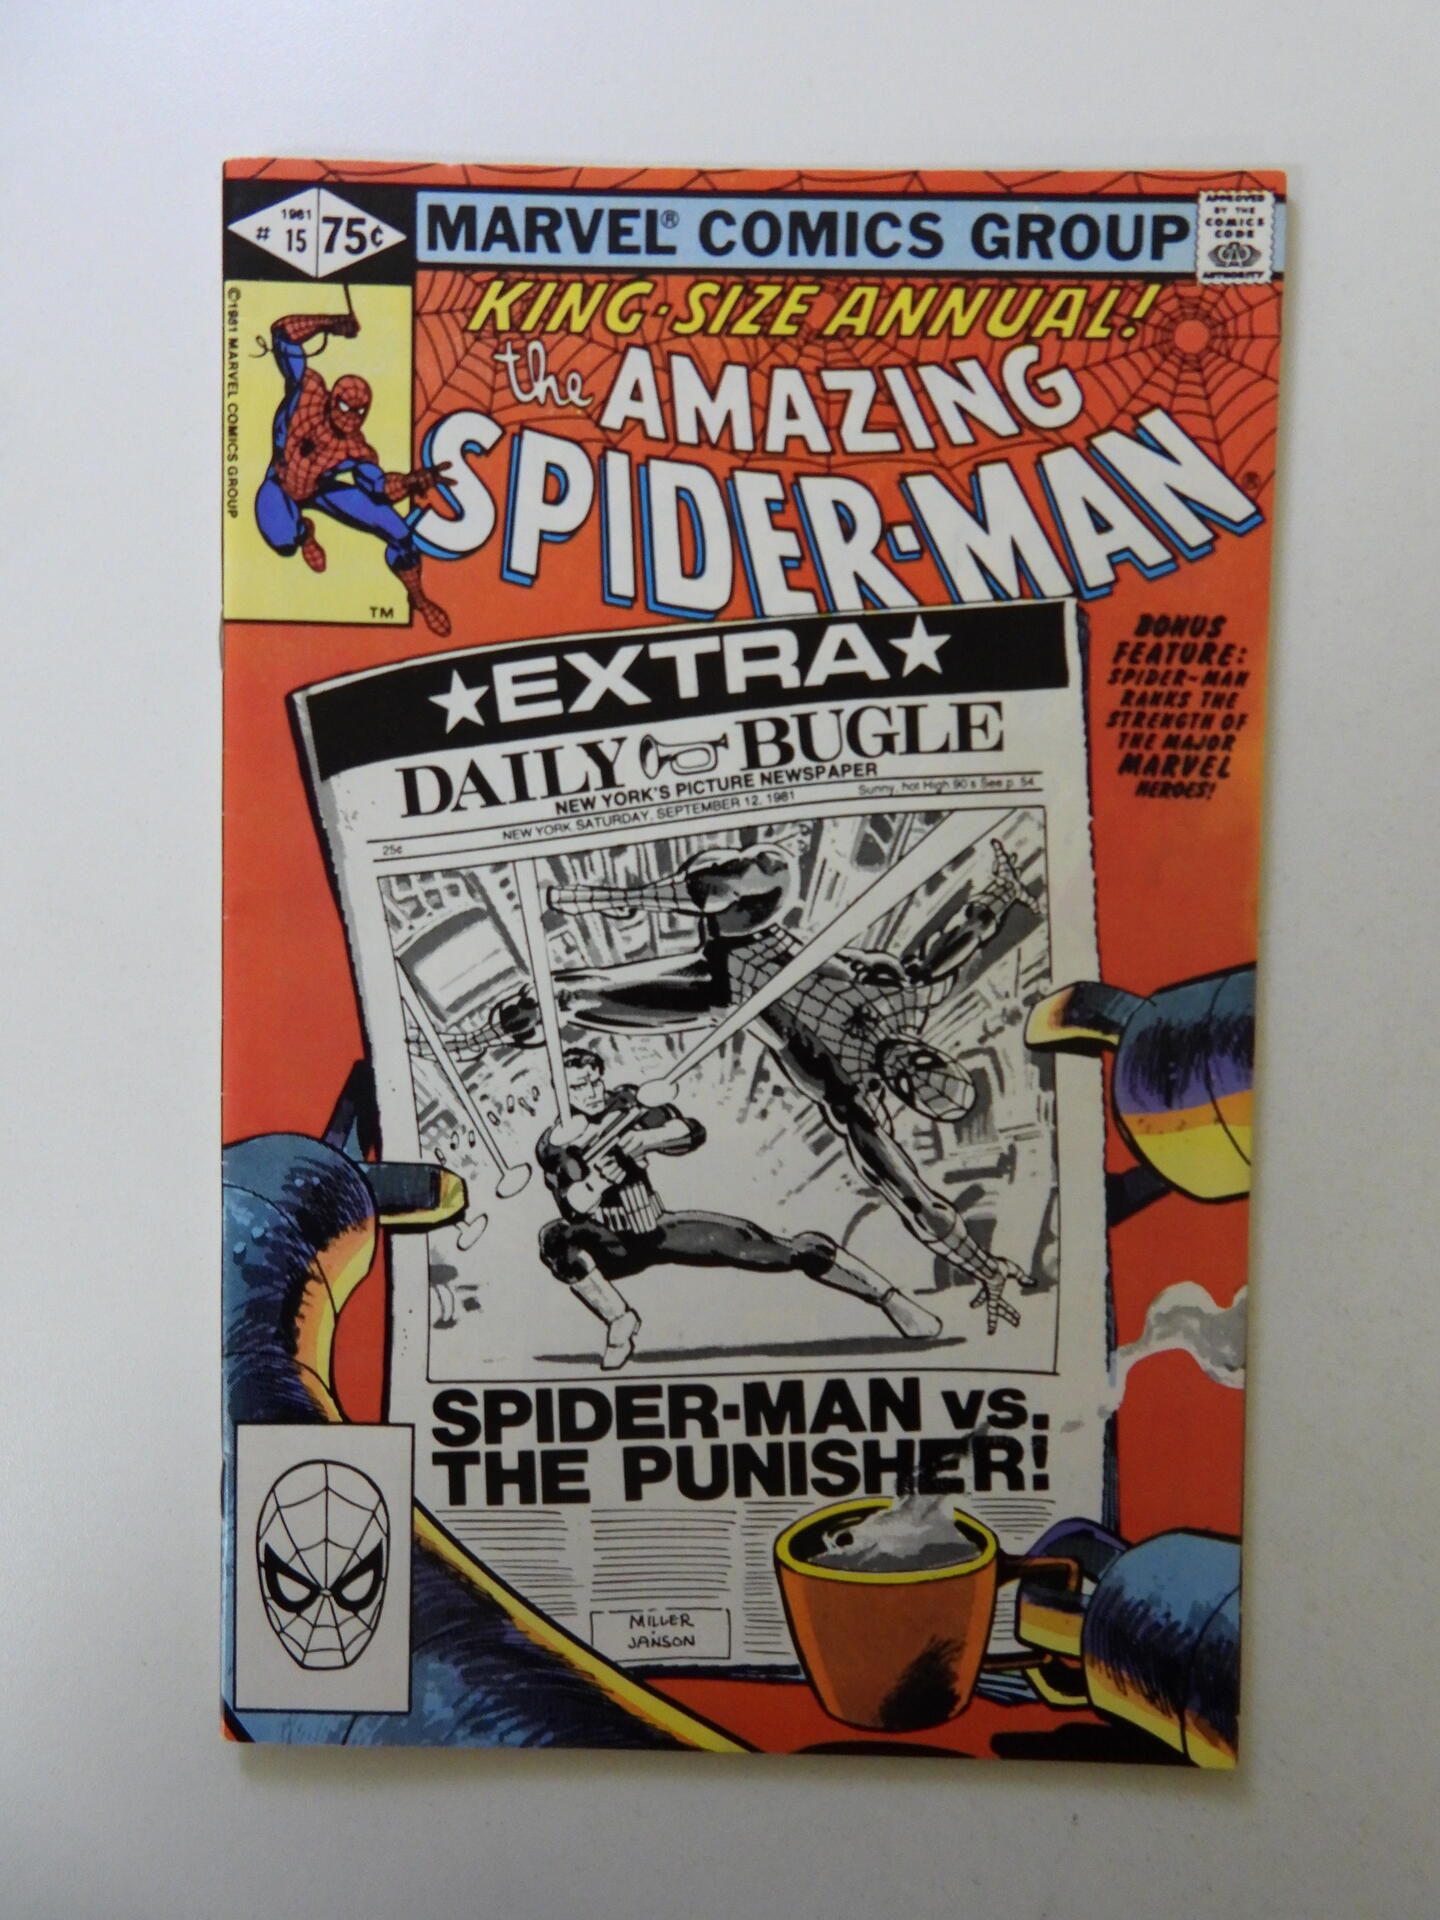 1981
# 15 75¢
MARVEL® COMICS GROUP
APPROVED
BY THE
COMICS
CODE
AUTHORITY
©1981 MARVEL COMICS GROUP
KING-SIZE ANNUAL!
the AMAZING
SPIDER-MAN®
TM
BONUS
FEATURE:
SPIDER-MAN
RANKS THE
STRENGTH OF
THE MAJOR
MARVEL
HEROES!
★EXTRA★
DAILY BUGLE
NEW YORK'S PICTURE NEWSPAPER
NEW YORK, SATURDAY, SEPTEMBER 12, 1981
Sunny, hot High 90's See p. 54
25¢
SPIDER-MAN vs.
THE PUNISHER!
MILLER
JANSON